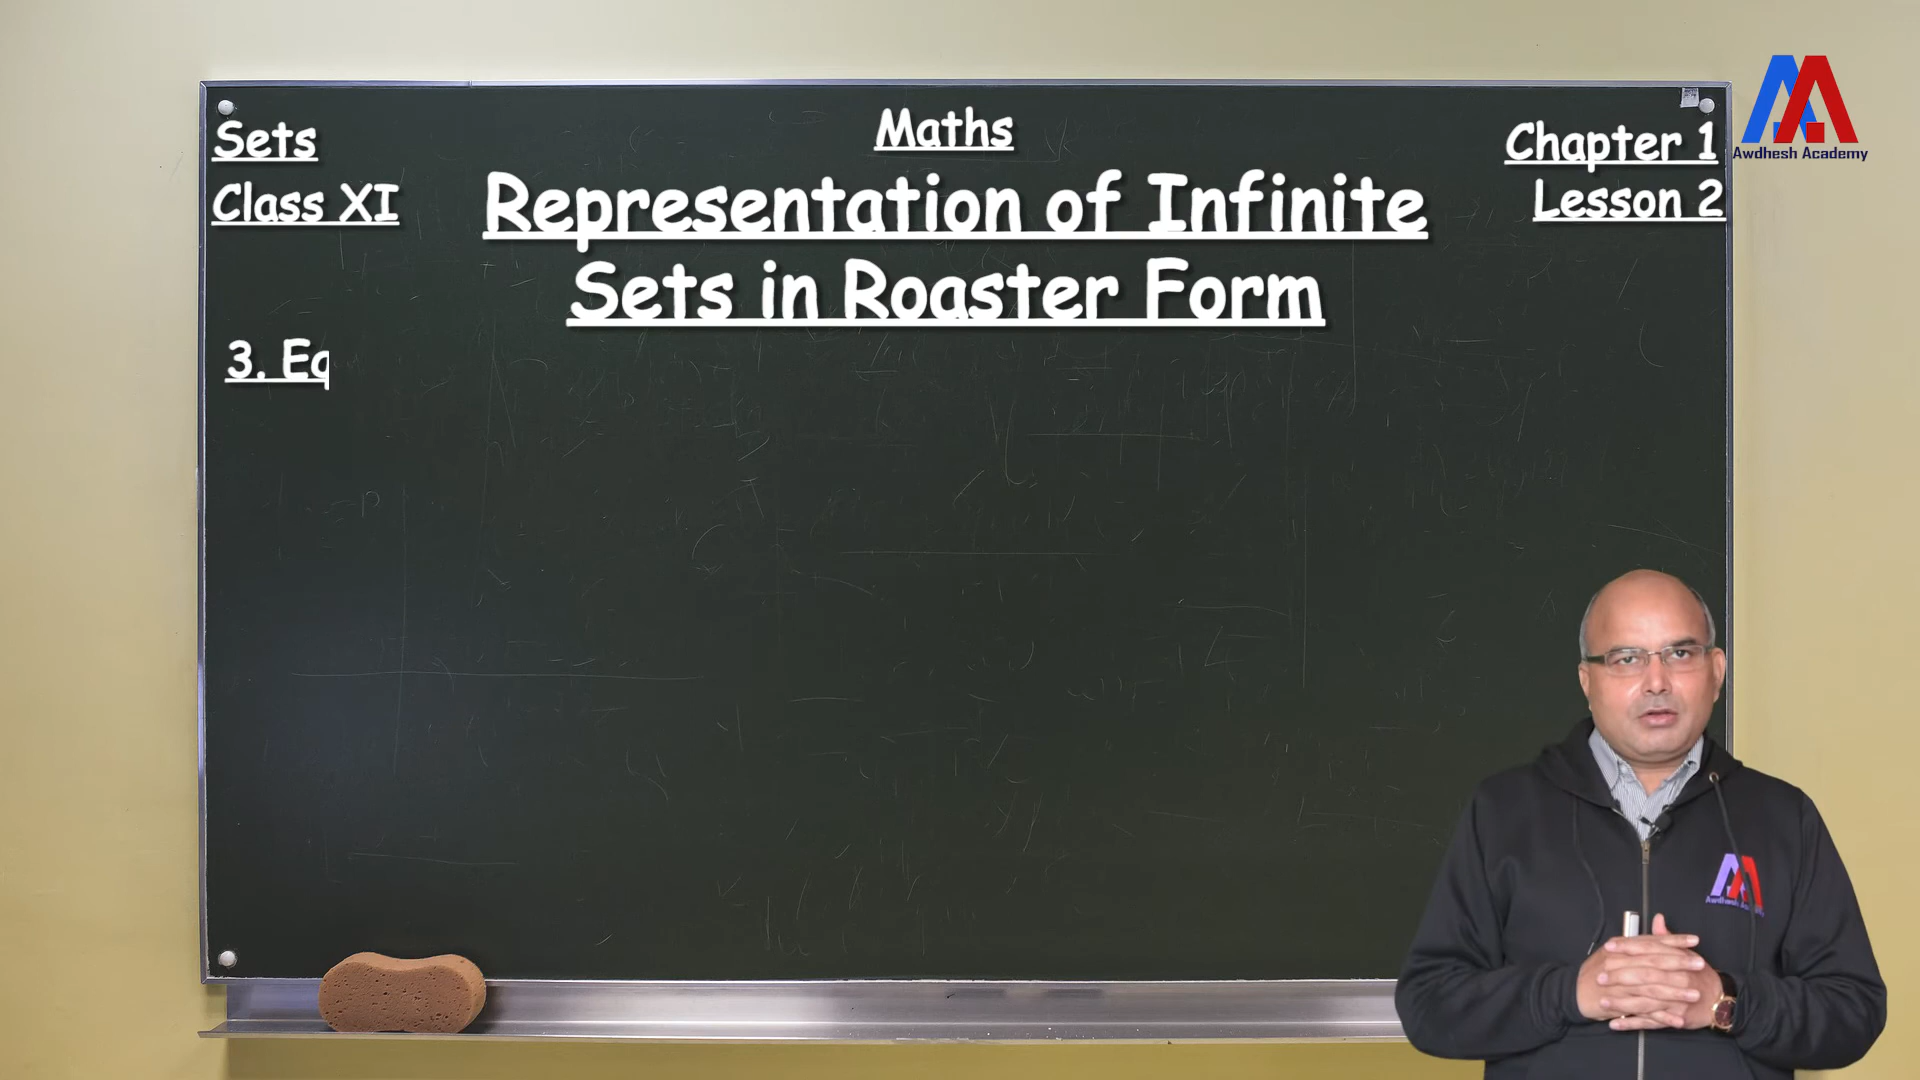 Sets
Maths
Chapter 1
Class XI
Lesson 2
Representation of Infinite
Sets in Roaster Form
3. Eq
Awdhesh Academy